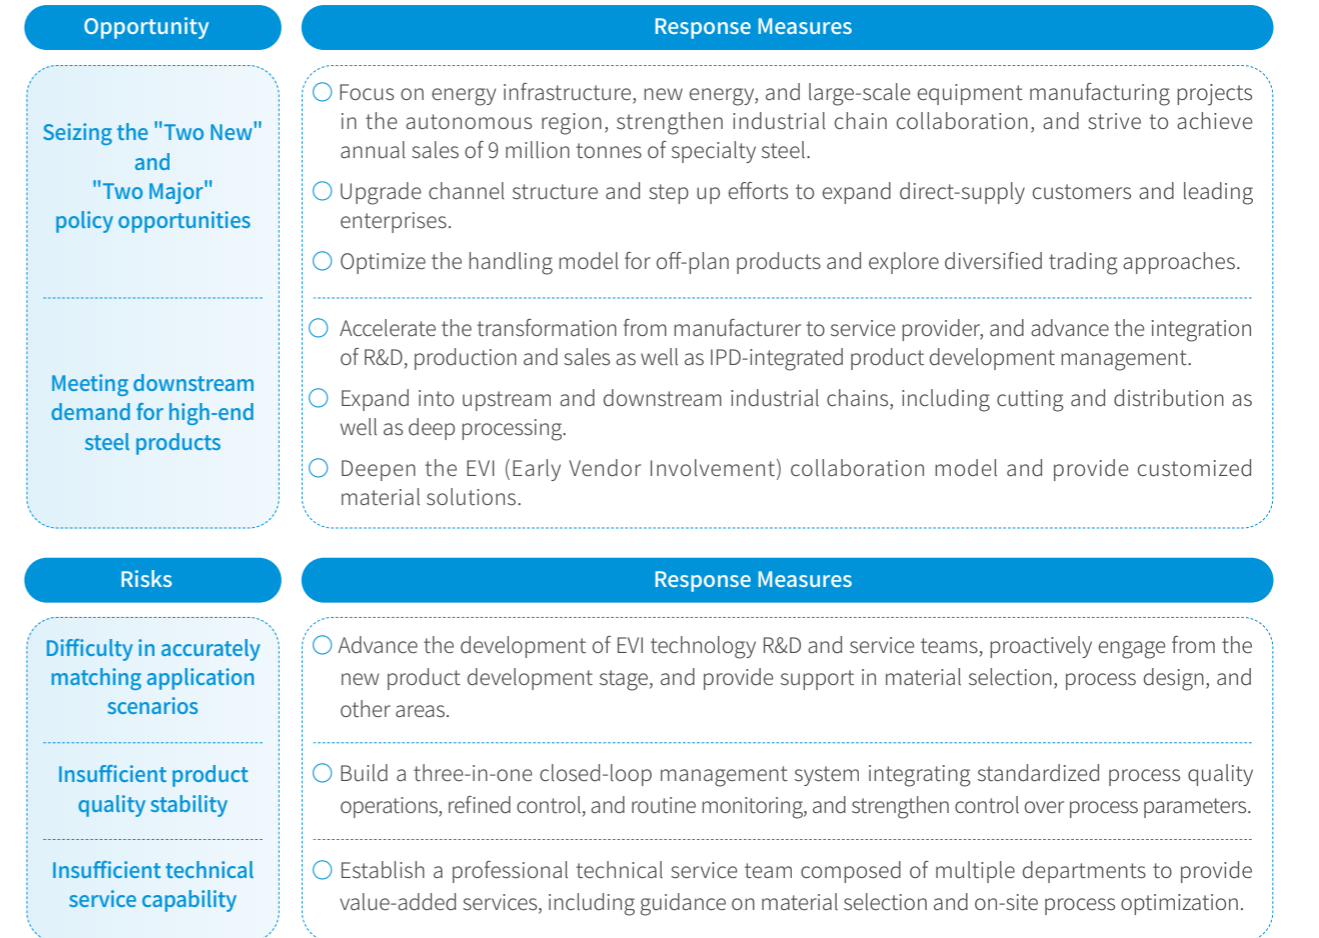 Opportunity
Response Measures
Seizing the "Two New"
and
"Two Major"
policy opportunities
○ Focus on energy infrastructure, new energy, and large-scale equipment manufacturing projects
in the autonomous region, strengthen industrial chain collaboration, and strive to achieve
annual sales of 9 million tonnes of specialty steel.
○ Upgrade channel structure and step up efforts to expand direct-supply customers and leading
enterprises.
○ Optimize the handling model for off-plan products and explore diversified trading approaches.
Meeting downstream
demand for high-end
steel products
○ Accelerate the transformation from manufacturer to service provider, and advance the integration
of R&D, production and sales as well as IPD-integrated product development management.
○ Expand into upstream and downstream industrial chains, including cutting and distribution as
well as deep processing.
○ Deepen the EVI (Early Vendor Involvement) collaboration model and provide customized
material solutions.
Risks
Response Measures
Difficulty in accurately
matching application
scenarios
○ Advance the development of EVI technology R&D and service teams, proactively engage from the
new product development stage, and provide support in material selection, process design, and
other areas.
Insufficient product
quality stability
○ Build a three-in-one closed-loop management system integrating standardized process quality
operations, refined control, and routine monitoring, and strengthen control over process parameters.
Insufficient technical
service capability
○ Establish a professional technical service team composed of multiple departments to provide
value-added services, including guidance on material selection and on-site process optimization.